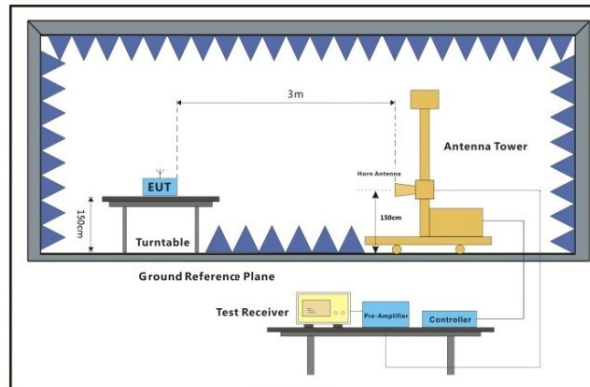 3m
Antenna Tower
Horn Antenna
EUT
150cm
150cm
Turntable
Ground Reference Plane
Test Receiver
Pre-Amplifier
Controller